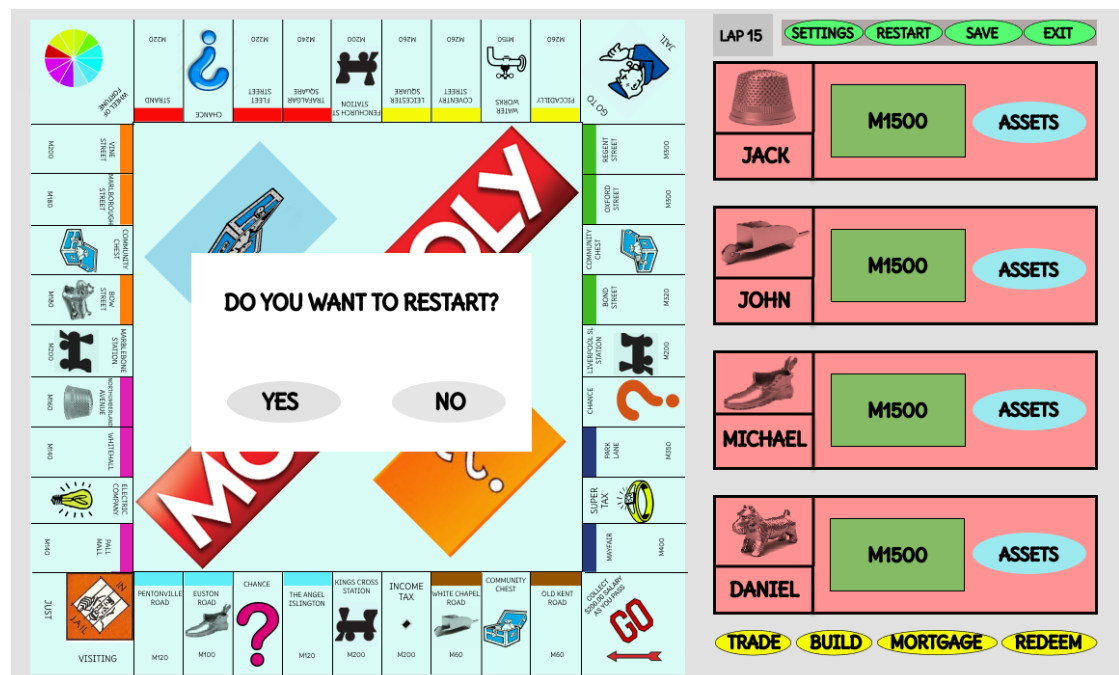 LAP 15
SETTINGS
RESTART
SAVE
EXIT
WHEEL OF
FORTUNE
M220
STRAND
CHANCE
M220
FLEET
STREET
M240
TRAFALGAR
SQUARE
M200
FENCHURCH ST
STATION
M260
LEICESTER
SQUARE
M260
COVENTRY
STREET
M150
WATER
WORKS
M260
PICCADILLY
GO TO
JAIL
M200
VINE
STREET
M180
MARLBOROUGH
STREET
COMMUNITY
CHEST
M180
BOW
STREET
M200
MARBLEBONE
STATION
M160
NORTHUMBERLAND
AVENUE
M140
WHITEHALL
ELECTRIC
COMPANY
M140
PALL
MALL
REGENT
STREET
M300
OXFORD
STREET
M300
COMMUNITY
CHEST
BOND
STREET
M320
LIVERPOOL SL
STATION
M200
CHANCE
PARK
LANE
M350
SUPER
TAX
MAYFAIR
M400
OLY
MO
DO YOU WANT TO RESTART?
YES
NO
JUST
IN
JAIL
VISITING
PENTONVILLE
ROAD
M120
EUSTON
ROAD
M100
CHANCE
THE ANGEL
ISLINGTON
M120
KINGS CROSS
STATION
M200
INCOME
TAX
M200
WHITE CHAPEL
ROAD
M60
COMMUNITY
CHEST
OLD KENT
ROAD
M60
COLLECT
$200.00 SALARY
AS YOU PASS
GO
JACK
M1500
ASSETS
JOHN
M1500
ASSETS
MICHAEL
M1500
ASSETS
DANIEL
M1500
ASSETS
TRADE
BUILD
MORTGAGE
REDEEM